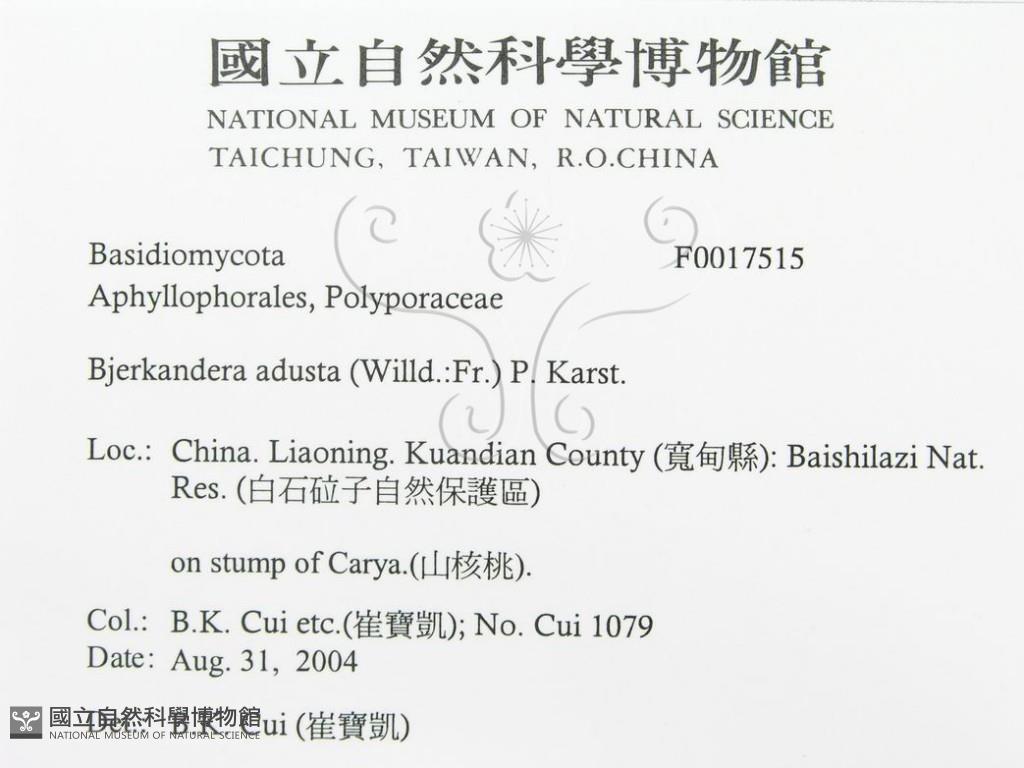 國立自然科學博物館
NATIONAL MUSEUM OF NATURAL SCIENCE
TAICHUNG, TAIWAN, R.O.CHINA
Basidiomycota F0017515
Aphyllophorales, Polyporaceae
Bjerkandera adusta (Willd.:Fr.) P. Karst.
Loc.: China. Liaoning. Kuandian County (寬甸縣): Baishilazi Nat.
Res. (白石砬子自然保護區)
on stump of Carya.(山核桃).
Col.: B.K. Cui etc.(崔寶凱); No. Cui 1079
Date: Aug. 31, 2004
Det.: B.K. Cui (崔寶凱)
國立自然科學博物館
NATIONAL MUSEUM OF NATURAL SCIENCE